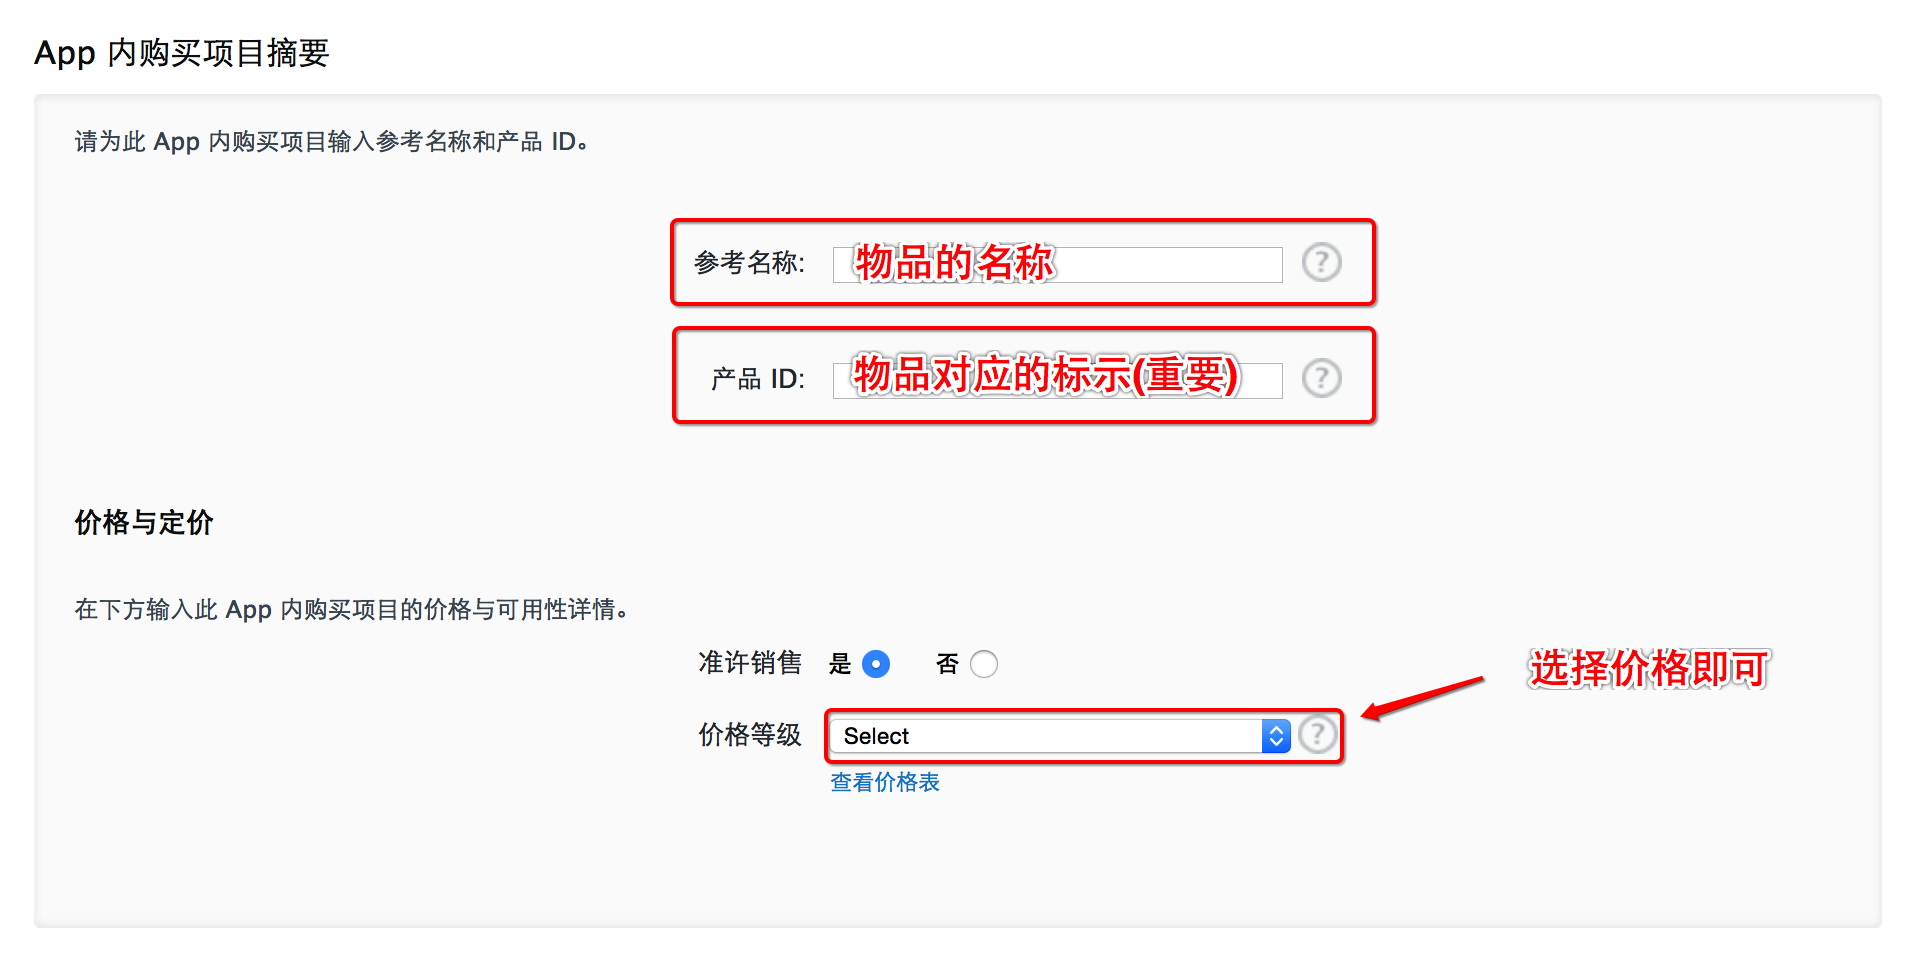 App 内购买项目摘要
请为此 App 内购买项目输入参考名称和产品 ID。
参考名称: 物品的名称 ?
产品 ID: 物品对应的标示(重要) ?
价格与定价
在下方输入此 App 内购买项目的价格与可用性详情。
准许销售 是 否
选择价格即可
价格等级 Select ?
查看价格表